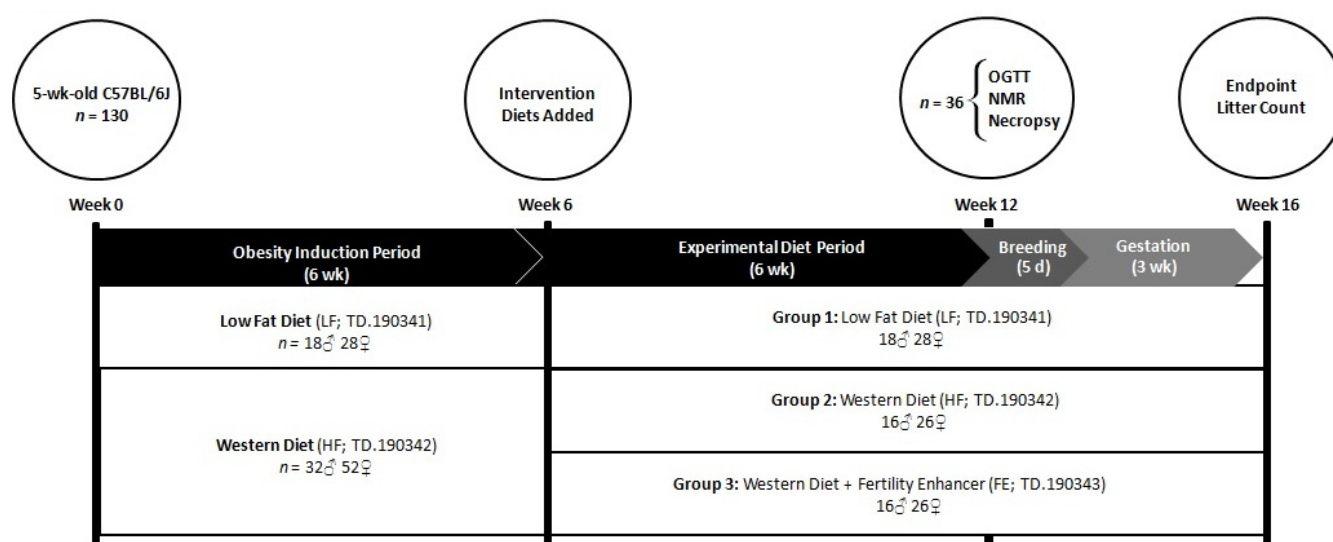 5-wk-old C57BL/6J
n = 130
Intervention
Diets Added
n = 36
OGTT
NMR
Necropsy
Endpoint
Litter Count
Week 0
Week 6
Week 12
Week 16
Obesity Induction Period
(6 wk)
Experimental Diet Period
(6 wk)
Breeding
(5 d)
Gestation
(3 wk)
Low Fat Diet (LF; TD.190341)
n = 18♂ 28♀
Group 1: Low Fat Diet (LF; TD.190341)
18♂ 28♀
Western Diet (HF; TD.190342)
n = 32♂ 52♀
Group 2: Western Diet (HF; TD.190342)
16♂ 26♀
Group 3: Western Diet + Fertility Enhancer (FE; TD.190343)
16♂ 26♀